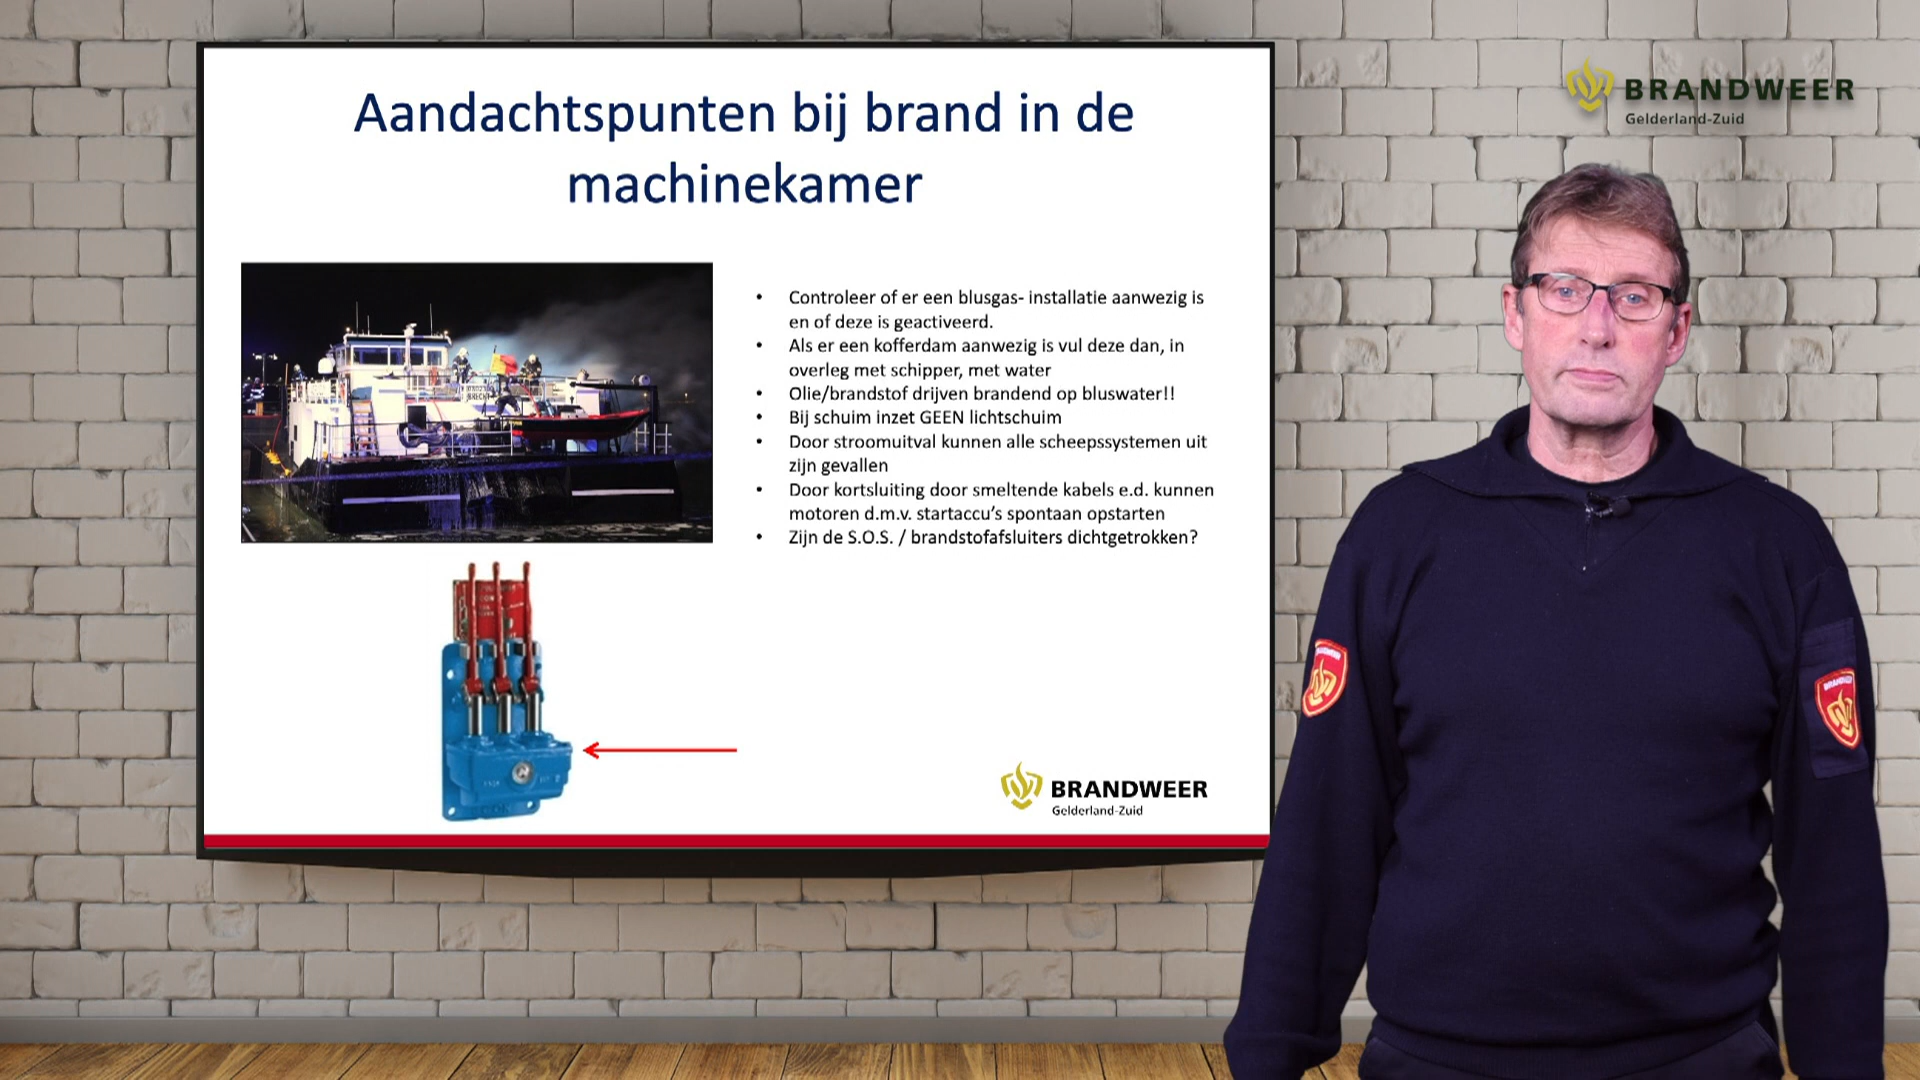 Aandachtspunten bij brand in de
machinekamer
• Controleer of er een blusgas- installatie aanwezig is
en of deze is geactiveerd.
• Als er een kofferdam aanwezig is vul deze dan, in
overleg met schipper, met water
• Olie/brandstof drijven brandend op bluswater!!
• Bij schuim inzet GEEN lichtschuim
• Door stroomuitval kunnen alle scheepssystemen uit
zijn gevallen
• Door kortsluiting door smeltende kabels e.d. kunnen
motoren d.m.v. startaccu's spontaan opstarten
• Zijn de S.O.S. / brandstofafsluiters dichtgetrokken?
BRANDWEER
Gelderland-Zuid
BRANDWEER
Gelderland-Zuid
BRANDWEER